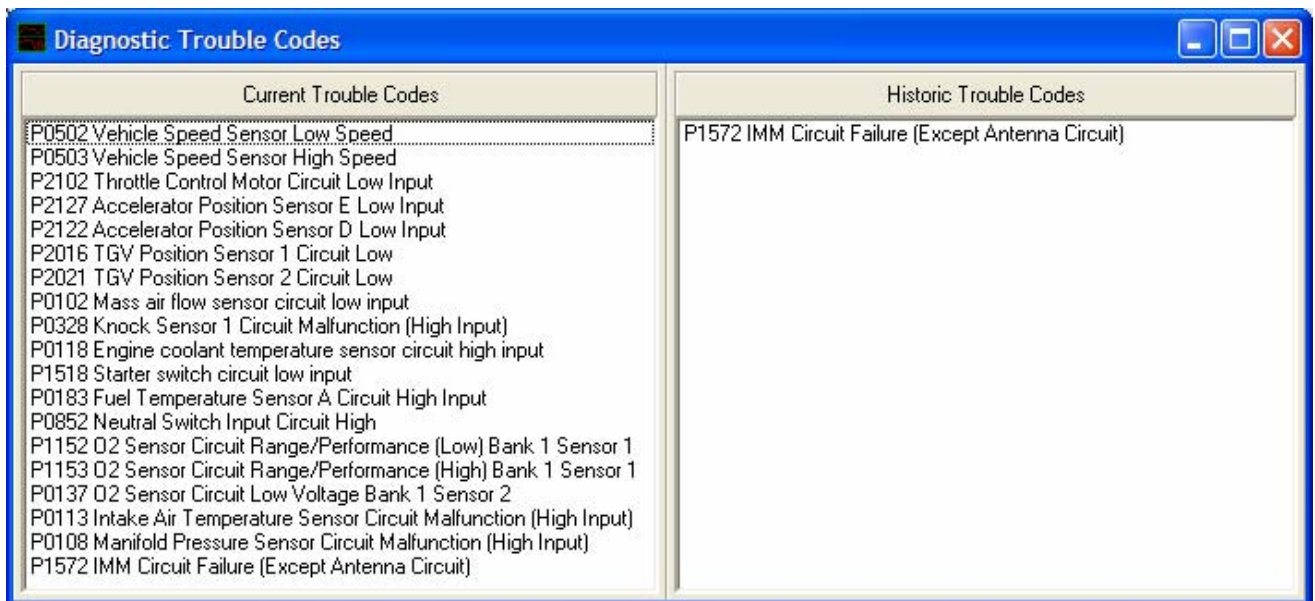 Diagnostic Trouble Codes
Current Trouble Codes
P0502 Vehicle Speed Sensor Low Speed
P0503 Vehicle Speed Sensor High Speed
P2102 Throttle Control Motor Circuit Low Input
P2127 Accelerator Position Sensor E Low Input
P2122 Accelerator Position Sensor D Low Input
P2016 TGV Position Sensor 1 Circuit Low
P2021 TGV Position Sensor 2 Circuit Low
P0102 Mass air flow sensor circuit low input
P0328 Knock Sensor 1 Circuit Malfunction (High Input)
P0118 Engine coolant temperature sensor circuit high input
P1518 Starter switch circuit low input
P0183 Fuel Temperature Sensor A Circuit High Input
P0852 Neutral Switch Input Circuit High
P1152 O2 Sensor Circuit Range/Performance (Low) Bank 1 Sensor 1
P1153 O2 Sensor Circuit Range/Performance (High) Bank 1 Sensor 1
P0137 O2 Sensor Circuit Low Voltage Bank 1 Sensor 2
P0113 Intake Air Temperature Sensor Circuit Malfunction (High Input)
P0108 Manifold Pressure Sensor Circuit Malfunction (High Input)
P1572 IMM Circuit Failure (Except Antenna Circuit)
Historic Trouble Codes
P1572 IMM Circuit Failure (Except Antenna Circuit)